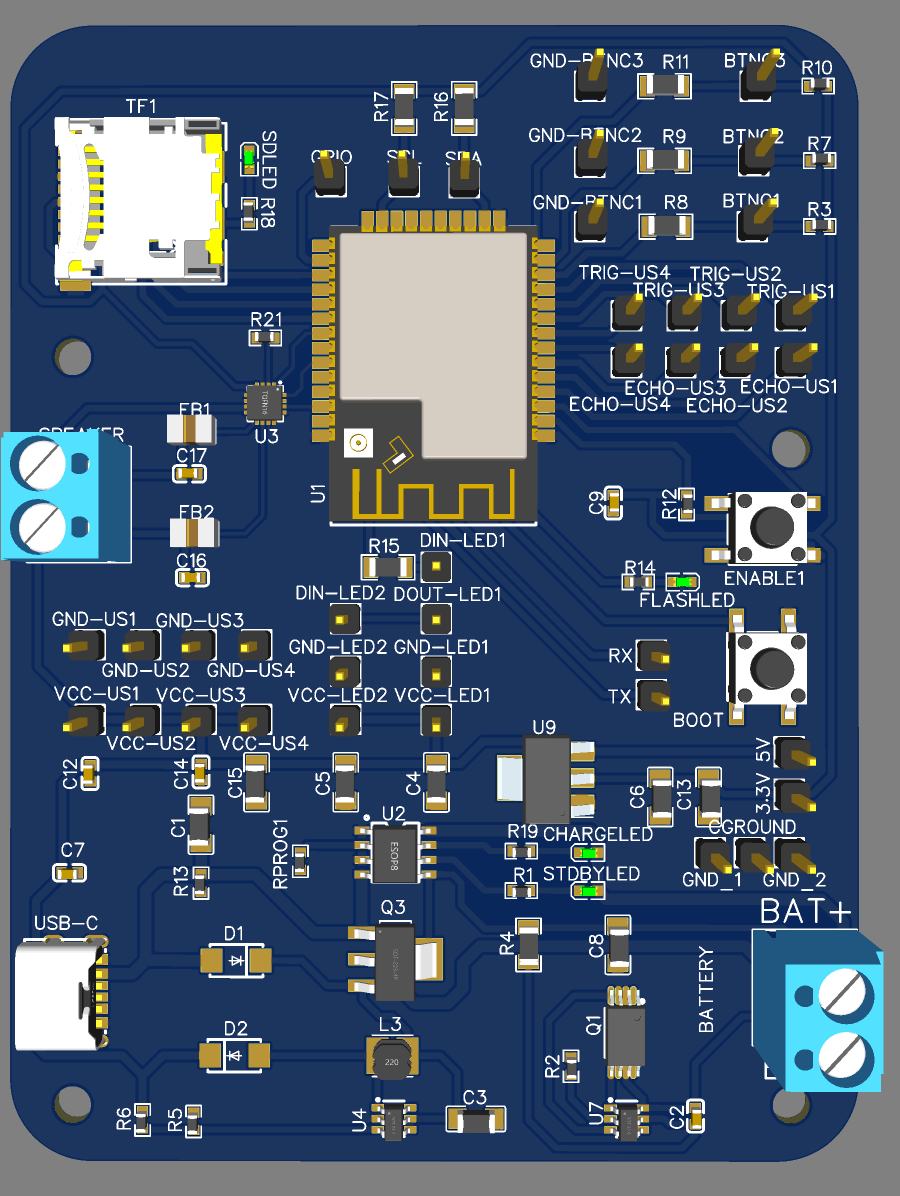 GND-BTNC3
R11
BTNC3
R10
TF1
R17
R16
SDLED
R18
GPIO
SCL
SDA
GND-BTNC2
R9
BTNC2
R7
GND-BTNC1
R8
BTNC1
R3
TRIG-US4
TRIG-US2
TRIG-US3
TRIG-US1
R21
ECHO-US3
ECHO-US1
ECHO-US4
ECHO-US2
TQFN16
U3
FB1
SPEAKER
C17
U1
C9
R12
FB2
C16
R15
DIN-LED1
R14
ENABLE1
FLASHLED
DIN-LED2
DOUT-LED1
GND-US1
GND-US3
GND-US2
GND-US4
GND-LED2
GND-LED1
RX
TX
BOOT
VCC-US1
VCC-US3
VCC-LED2
VCC-LED1
VCC-US2
VCC-US4
U9
5V
3.3V
C12
C14
C15
C5
C4
C6
C13
C1
U2
ESOP8
R19
CHARGELED
CGROUND
RPROG1
C7
R13
R1
STDBYLED
GND_1
GND_2
USB-C
D1
Q3
R4
C8
BAT+
BATTERY
D2
L3
220
Q1
R2
R6
R5
U4
C3
U7
C2